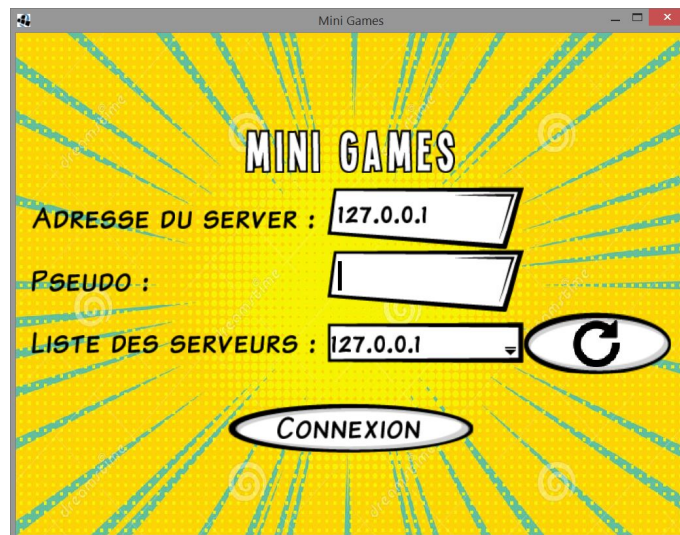 Mini Games
MINI GAMES
ADRESSE DU SERVER : 127.0.0.1
PSEUDO :
LISTE DES SERVEURS : 127.0.0.1
CONNEXION